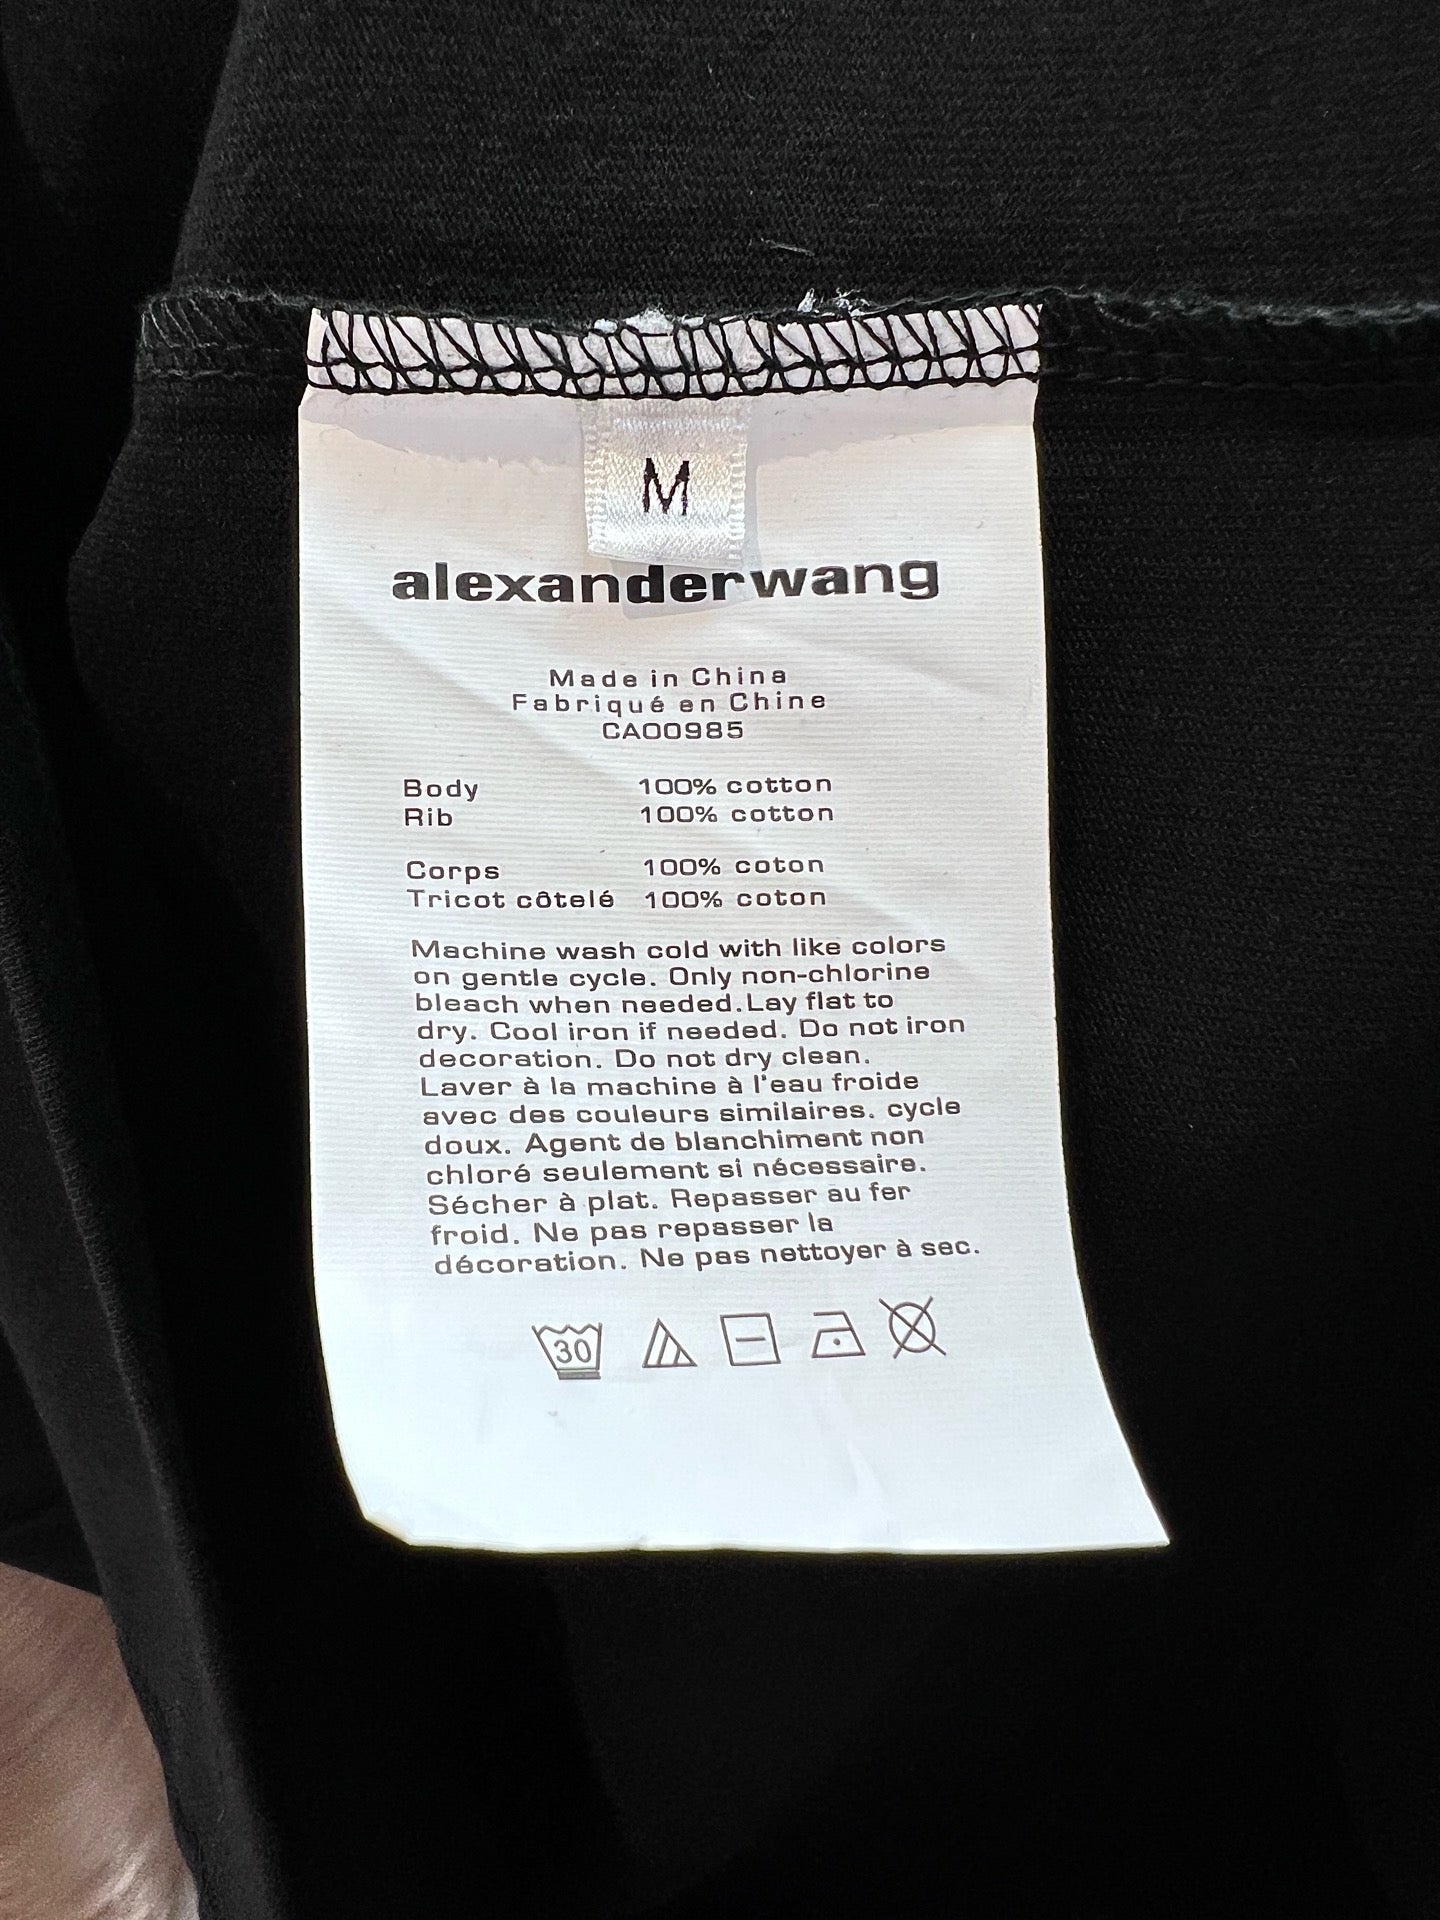 M
alexanderwang
Made in China
Fabriqué en Chine
CA00985
Body 100% cotton
Rib 100% cotton
Corps 100% coton
Tricot côtelé 100% coton
Machine wash cold with like colors
on gentle cycle. Only non-chlorine
bleach when needed. Lay flat to
dry. Cool iron if needed. Do not iron
decoration. Do not dry clean.
Laver à la machine à l'eau froide
avec des couleurs similaires. cycle
doux. Agent de blanchiment non
chloré seulement si nécessaire.
Sécher à plat. Repasser au fer
froid. Ne pas repasser la
décoration. Ne pas nettoyer à sec.
30